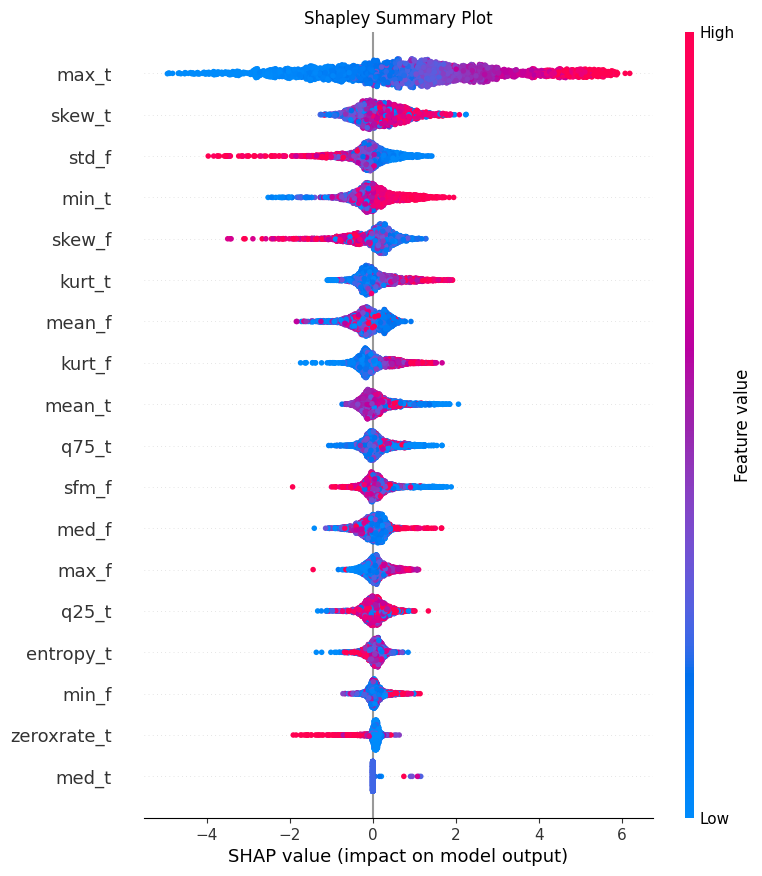 Shapley Summary Plot
High
max_t
skew_t
std_f
min_t
skew_f
kurt_t
mean_f
kurt_f
mean_t
q75_t
sfm_f
med_f
max_f
q25_t
entropy_t
min_f
zeroxrate_t
med_t
Feature value
Low
−4 −2 0 2 4 6
SHAP value (impact on model output)